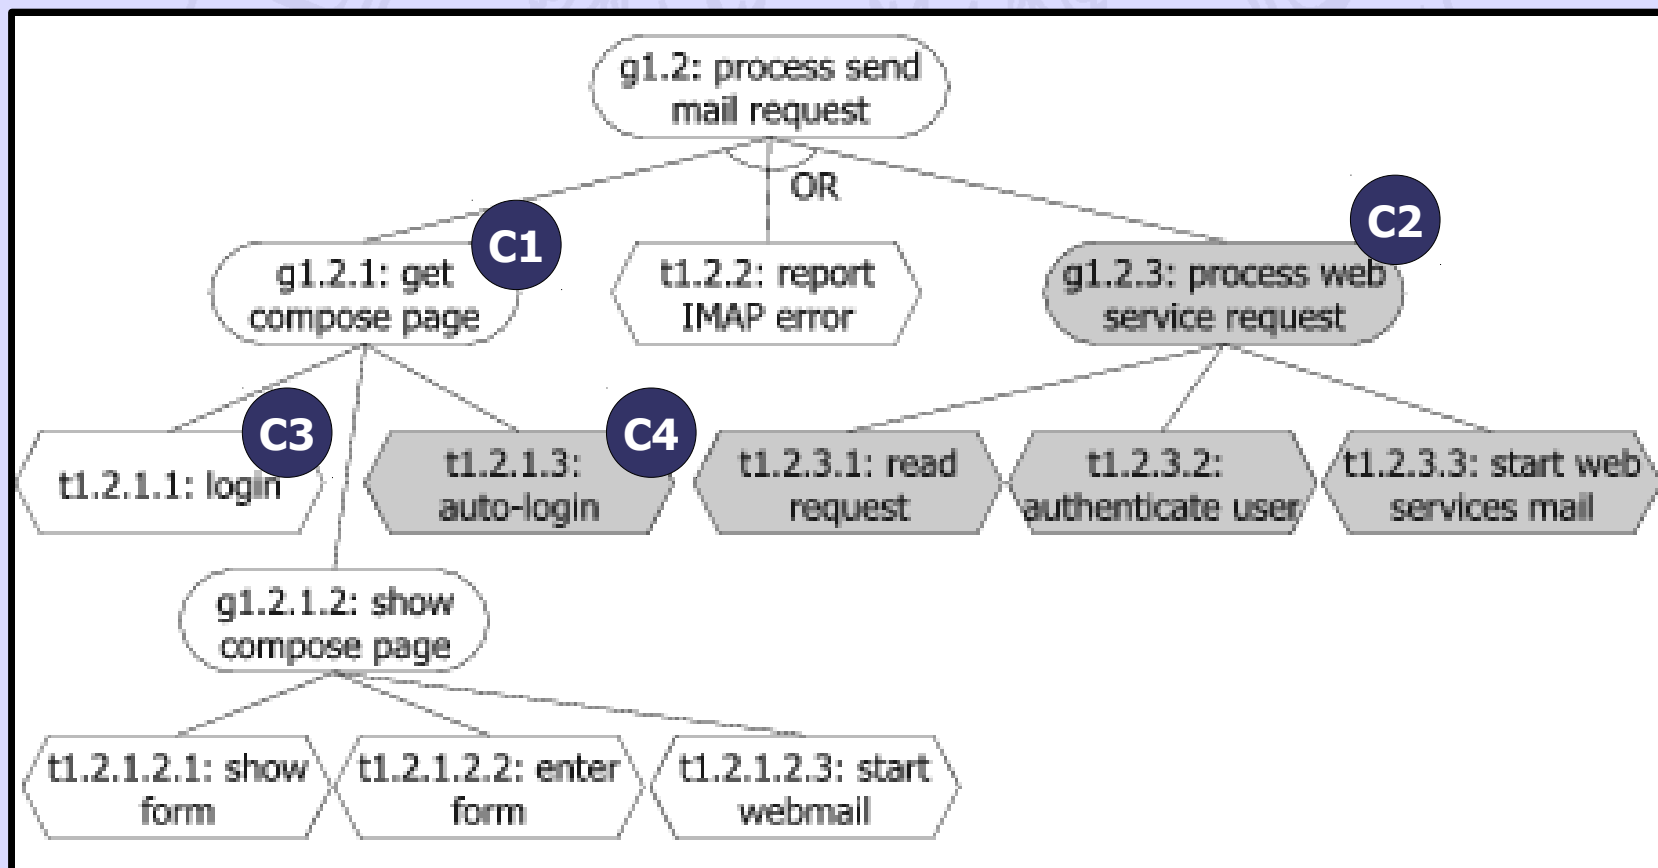 g1.2: process send
mail request
OR
C1
C2
g1.2.1: get
compose page
t1.2.2: report
IMAP error
g1.2.3: process web
service request
C3
C4
t1.2.1.1: login
t1.2.1.3:
auto-login
t1.2.3.1: read
request
t1.2.3.2:
authenticate user
t1.2.3.3: start web
services mail
g1.2.1.2: show
compose page
t1.2.1.2.1: show
form
t1.2.1.2.2: enter
form
t1.2.1.2.3: start
webmail